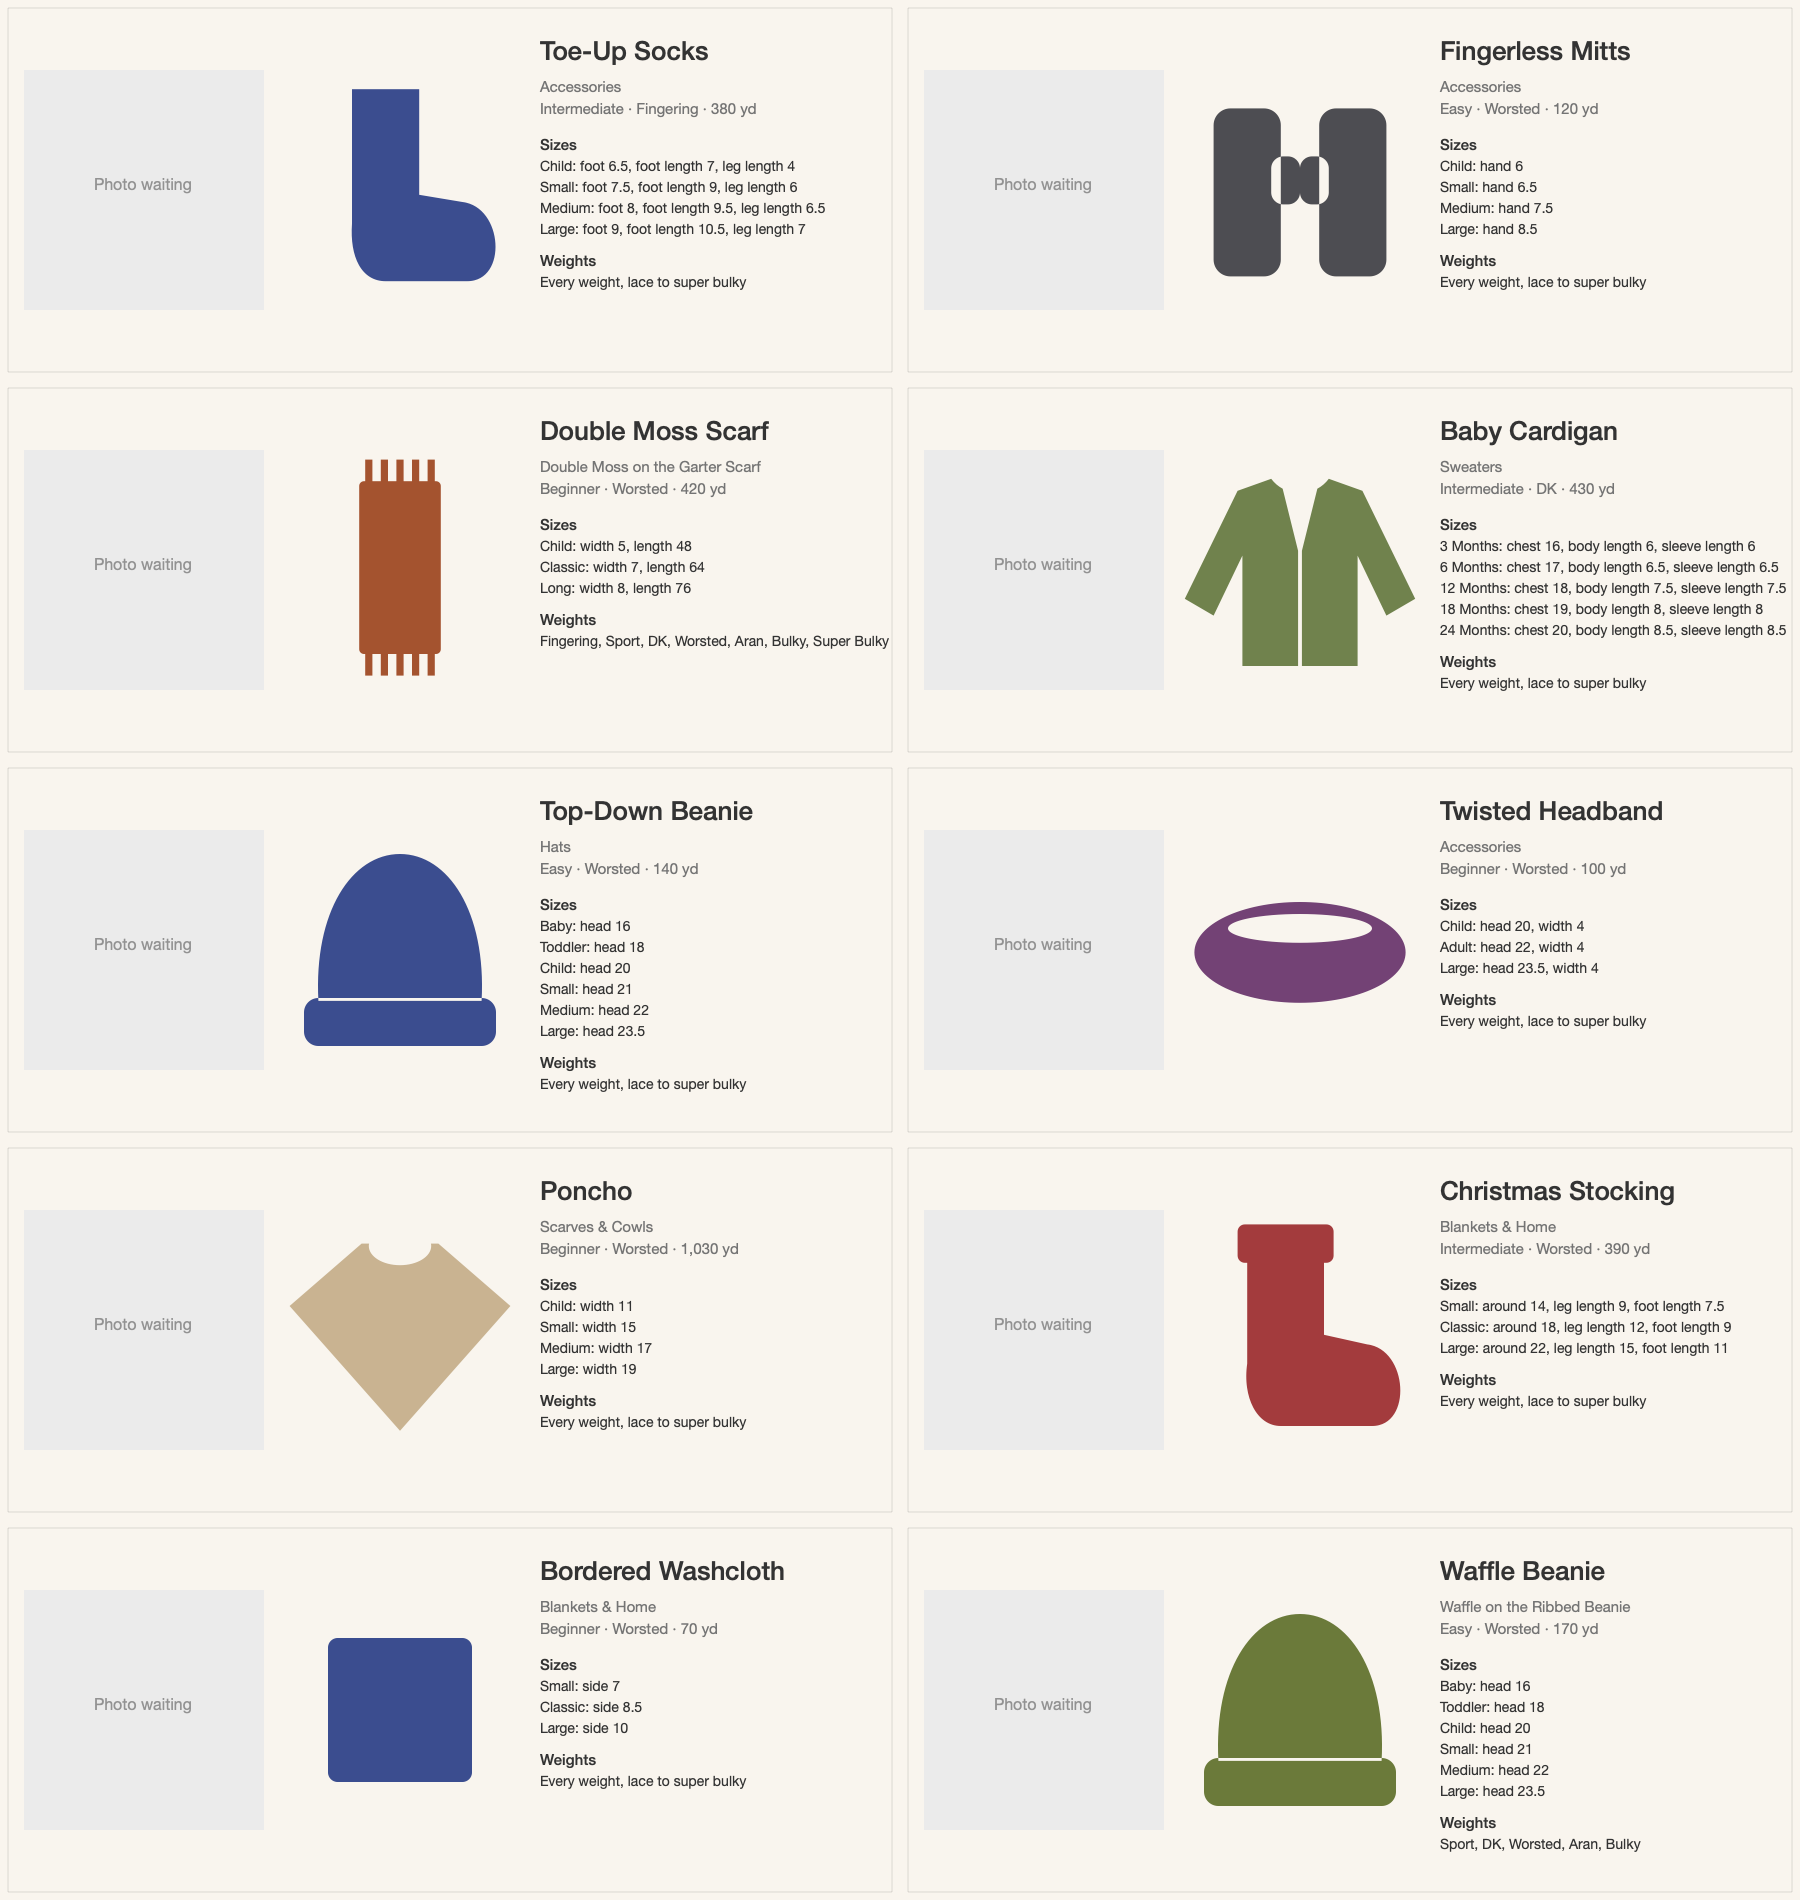 Toe-Up Socks
Accessories
Intermediate · Fingering · 380 yd
Sizes
Child: foot 6.5, foot length 7, leg length 4
Small: foot 7.5, foot length 9, leg length 6
Medium: foot 8, foot length 9.5, leg length 6.5
Large: foot 9, foot length 10.5, leg length 7
Weights
Every weight, lace to super bulky
Photo waiting
Fingerless Mitts
Accessories
Easy · Worsted · 120 yd
Sizes
Child: hand 6
Small: hand 6.5
Medium: hand 7.5
Large: hand 8.5
Weights
Every weight, lace to super bulky
Photo waiting
Double Moss Scarf
Double Moss on the Garter Scarf
Beginner · Worsted · 420 yd
Sizes
Child: width 5, length 48
Classic: width 7, length 64
Long: width 8, length 76
Weights
Fingering, Sport, DK, Worsted, Aran, Bulky, Super Bulky
Photo waiting
Baby Cardigan
Sweaters
Intermediate · DK · 430 yd
Sizes
3 Months: chest 16, body length 6, sleeve length 6
6 Months: chest 17, body length 6.5, sleeve length 6.5
12 Months: chest 18, body length 7.5, sleeve length 7.5
18 Months: chest 19, body length 8, sleeve length 8
24 Months: chest 20, body length 8.5, sleeve length 8.5
Weights
Every weight, lace to super bulky
Photo waiting
Top-Down Beanie
Hats
Easy · Worsted · 140 yd
Sizes
Baby: head 16
Toddler: head 18
Child: head 20
Small: head 21
Medium: head 22
Large: head 23.5
Weights
Every weight, lace to super bulky
Photo waiting
Twisted Headband
Accessories
Beginner · Worsted · 100 yd
Sizes
Child: head 20, width 4
Adult: head 22, width 4
Large: head 23.5, width 4
Weights
Every weight, lace to super bulky
Photo waiting
Poncho
Scarves & Cowls
Beginner · Worsted · 1,030 yd
Sizes
Child: width 11
Small: width 15
Medium: width 17
Large: width 19
Weights
Every weight, lace to super bulky
Photo waiting
Christmas Stocking
Blankets & Home
Intermediate · Worsted · 390 yd
Sizes
Small: around 14, leg length 9, foot length 7.5
Classic: around 18, leg length 12, foot length 9
Large: around 22, leg length 15, foot length 11
Weights
Every weight, lace to super bulky
Photo waiting
Bordered Washcloth
Blankets & Home
Beginner · Worsted · 70 yd
Sizes
Small: side 7
Classic: side 8.5
Large: side 10
Weights
Every weight, lace to super bulky
Photo waiting
Waffle Beanie
Waffle on the Ribbed Beanie
Easy · Worsted · 170 yd
Sizes
Baby: head 16
Toddler: head 18
Child: head 20
Small: head 21
Medium: head 22
Large: head 23.5
Weights
Sport, DK, Worsted, Aran, Bulky
Photo waiting